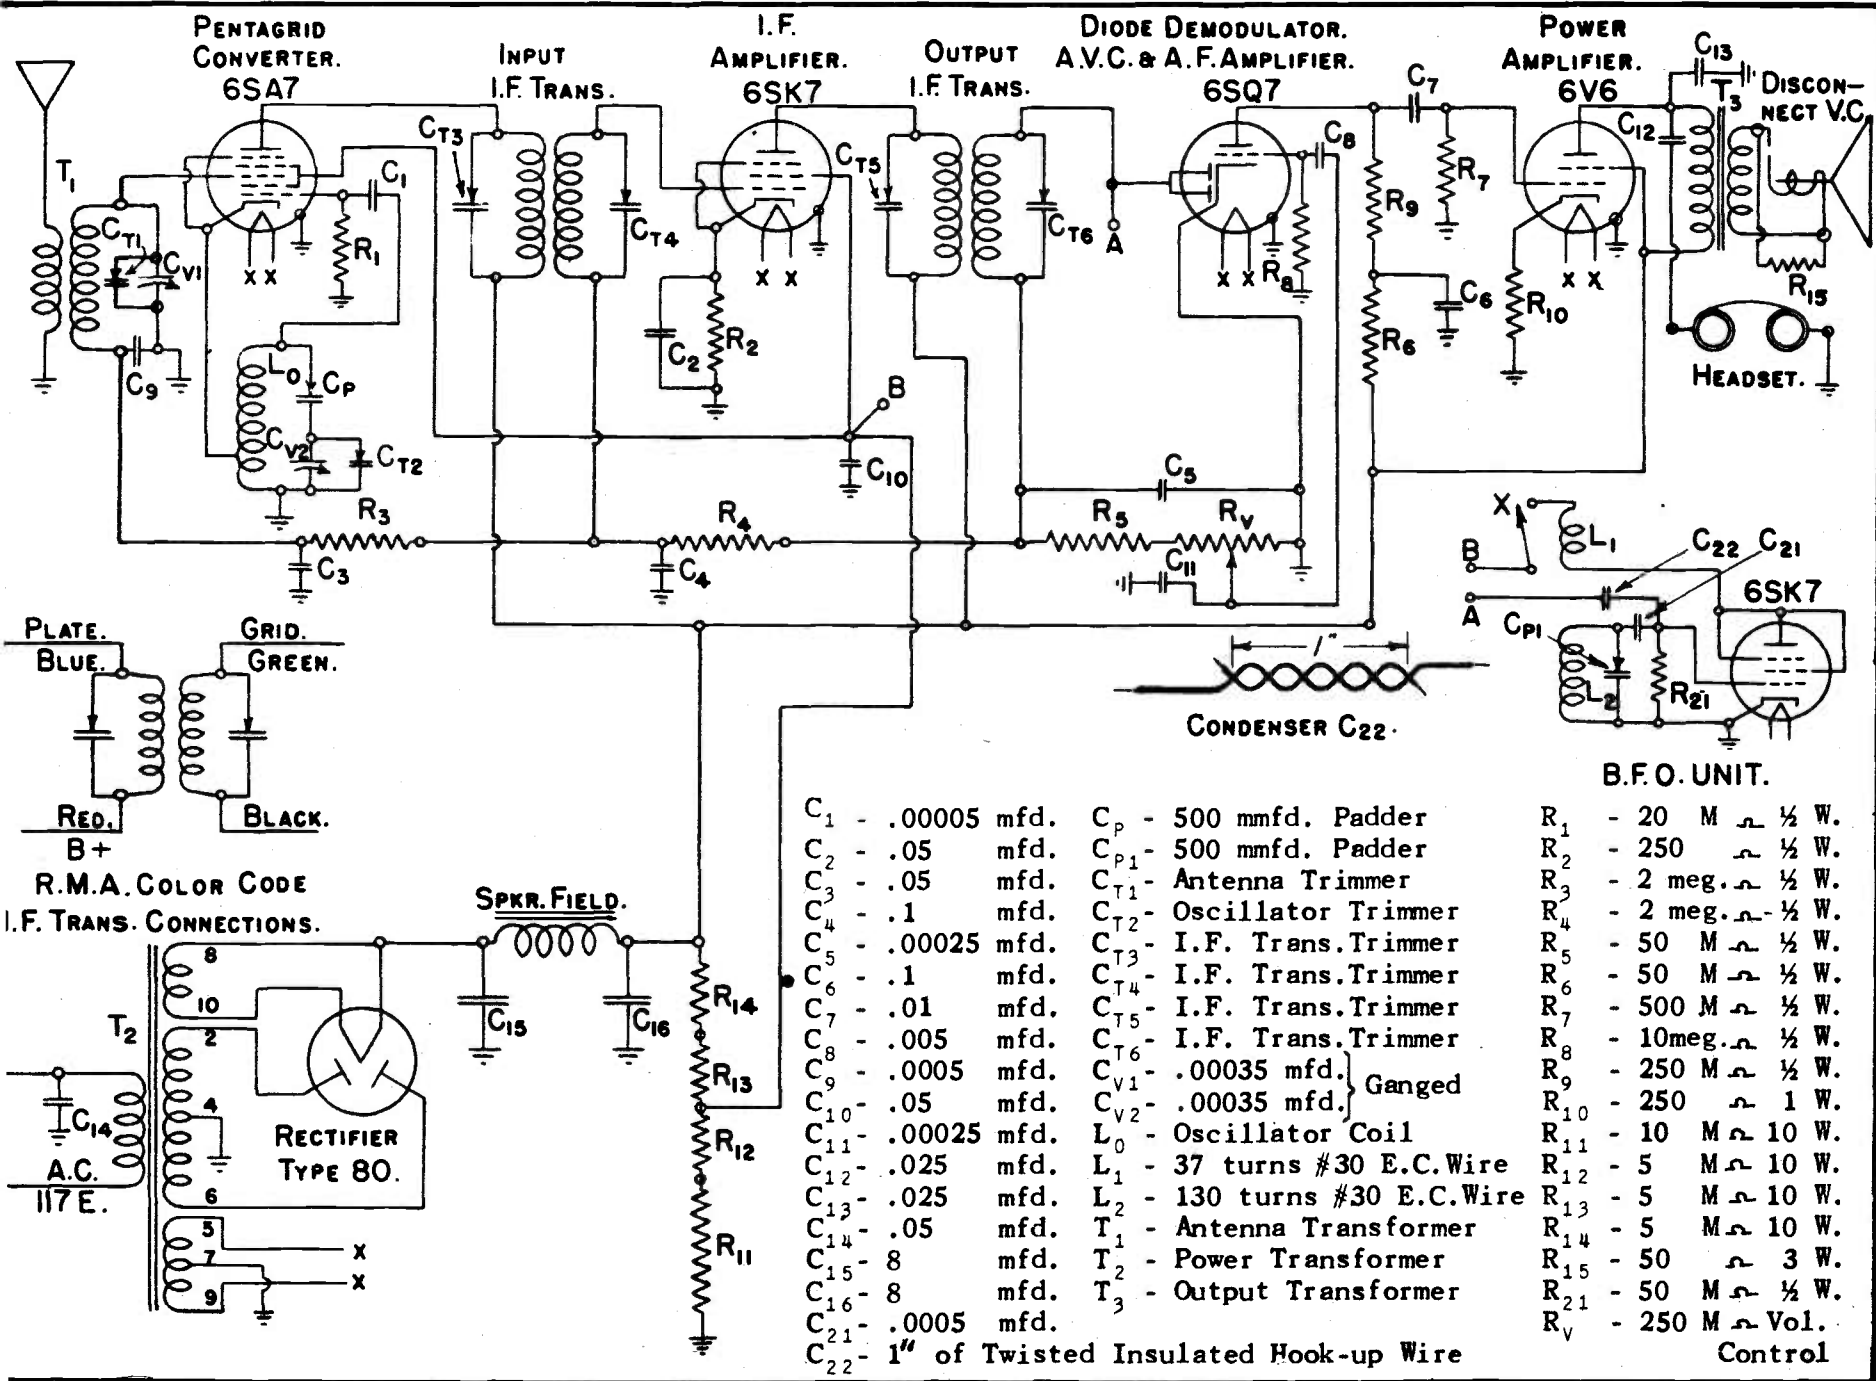 PENTAGRID
CONVERTER.
6SA7
INPUT
I.F. TRANS.
I.F.
AMPLIFIER.
6SK7
OUTPUT
I.F. TRANS.
DIODE DEMODULATOR.
A.V.C. & A.F. AMPLIFIER.
6SQ7
POWER
AMPLIFIER.
6V6
C13
T3
DISCON-
NECT V.C.
T1
CT1
CV1
C1
R1
X X
C9
LO
CP
CV2
CT2
CT3
CT4
C2
R2
X X
CT5
CT6
A
B
C10
X X
R8
C8
C7
R9
R7
C6
R6
R10
X X
C12
R15
HEADSET.
R3
C3
R4
C4
C5
R5
RV
C11
X
B
A
L1
C22
C21
6SK7
CP1
L2
R21
B.F.O. UNIT.
1"
CONDENSER C22.
PLATE.
BLUE.
GRID.
GREEN.
RED.
B+
BLACK.
R.M.A. COLOR CODE
I.F. TRANS. CONNECTIONS.
SPKR. FIELD.
C15
C16
R14
R13
R12
R11
T2
8
10
2
4
6
5
7
9
C14
A.C.
117 E.
RECTIFIER
TYPE 80.
X
X
C1 - .00005 mfd.
C2 - .05 mfd.
C3 - .05 mfd.
C4 - .1 mfd.
C5 - .00025 mfd.
C6 - .1 mfd.
C7 - .01 mfd.
C8 - .005 mfd.
C9 - .0005 mfd.
C10 - .05 mfd.
C11 - .00025 mfd.
C12 - .025 mfd.
C13 - .025 mfd.
C14 - .05 mfd.
C15 - 8 mfd.
C16 - 8 mfd.
C21 - .0005 mfd.
C22 - 1" of Twisted Insulated Hook-up Wire
CP - 500 mmfd. Padder
CP1 - 500 mmfd. Padder
CT1 - Antenna Trimmer
CT2 - Oscillator Trimmer
CT3 - I.F. Trans.Trimmer
CT4 - I.F. Trans.Trimmer
CT5 - I.F. Trans.Trimmer
CT6 - I.F. Trans.Trimmer
CV1 - .00035 mfd.
CV2 - .00035 mfd.
Ganged
L0 - Oscillator Coil
L1 - 37 turns #30 E.C.Wire
L2 - 130 turns #30 E.C.Wire
T1 - Antenna Transformer
T2 - Power Transformer
T3 - Output Transformer
R1 - 20 M Ω ½ W.
R2 - 250 Ω ½ W.
R3 - 2 meg. Ω ½ W.
R4 - 2 meg. Ω - ½ W.
R5 - 50 M Ω ½ W.
R6 - 50 M Ω ½ W.
R7 - 500 M Ω ½ W.
R8 - 10meg. Ω ½ W.
R9 - 250 M Ω ½ W.
R10 - 250 Ω 1 W.
R11 - 10 M Ω 10 W.
R12 - 5 M Ω 10 W.
R13 - 5 M Ω 10 W.
R14 - 5 M Ω 10 W.
R15 - 50 Ω 3 W.
R21 - 50 M Ω ½ W.
RV - 250 M Ω Vol.
Control